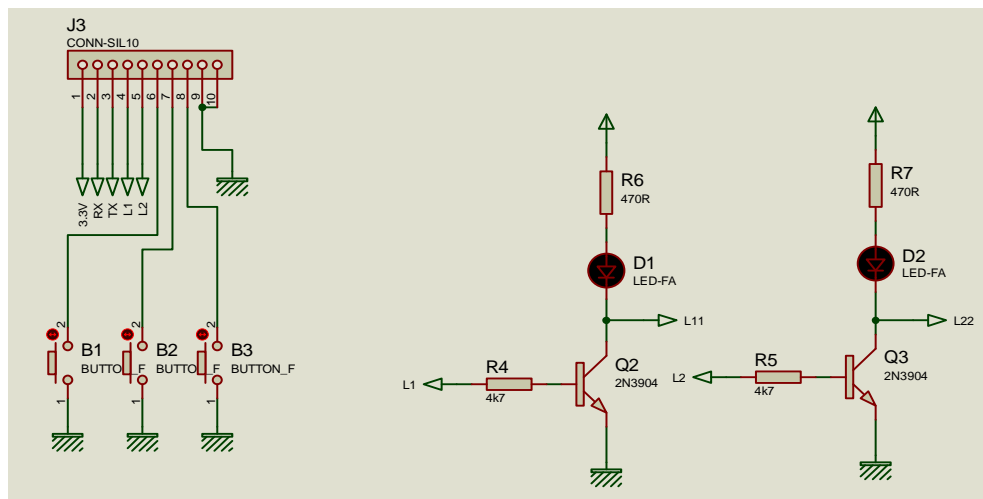 J3
CONN-SIL10
1
2
3
4
5
6
7
8
9
10
3.3V
RX
TX
L1
L2
2
B1
BUTTON_F
1
2
B2
BUTTON_F
1
2
B3
BUTTON_F
1
R6
470R
D1
LED-FA
L11
Q2
2N3904
R4
4k7
L1
R7
470R
D2
LED-FA
L22
Q3
2N3904
R5
4k7
L2